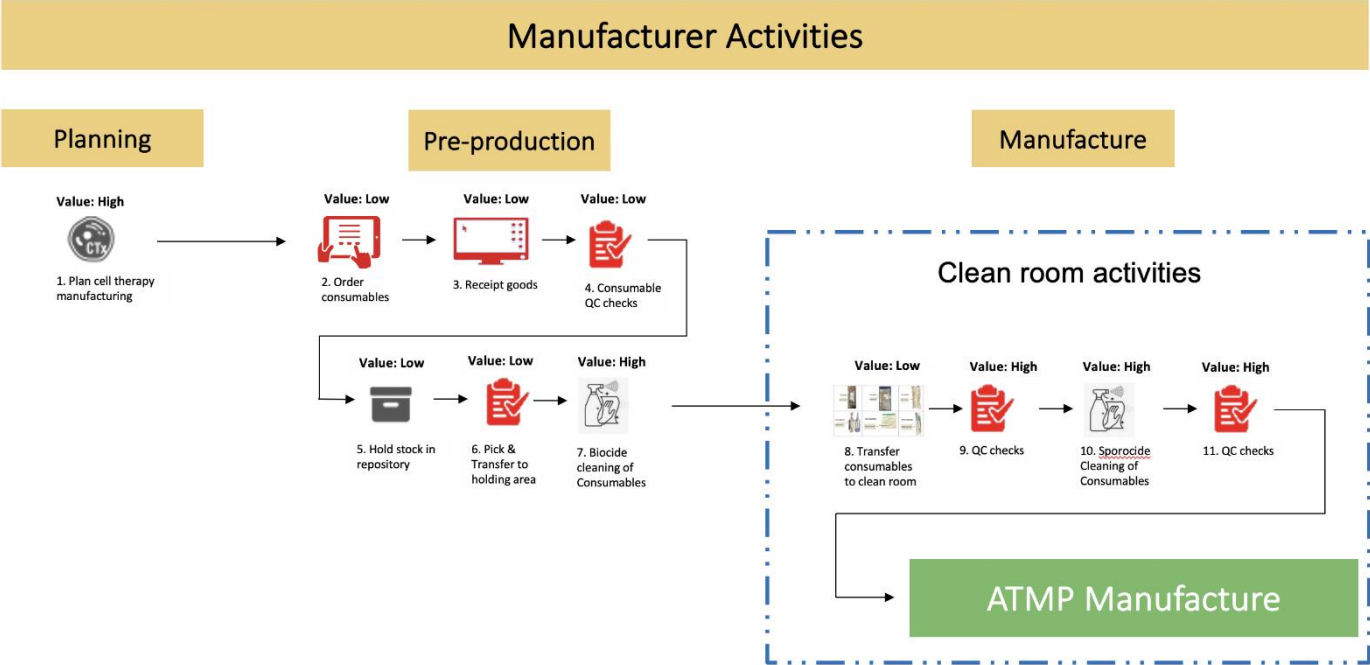 Manufacturer Activities
Planning
Pre-production
Manufacture
Value: High
CTx
1. Plan cell therapy
manufacturing
Value: Low
2. Order
consumables
Value: Low
3. Receipt goods
Value: Low
4. Consumable
QC checks
Value: Low
5. Hold stock in
repository
Value: Low
6. Pick &
Transfer to
holding area
Value: High
7. Biocide
cleaning of
Consumables
Clean room activities
Value: Low
8. Transfer
consumables
to clean room
Value: High
9. QC checks
Value: High
10. Sporocide
Cleaning of
Consumables
Value: High
11. QC checks
ATMP Manufacture